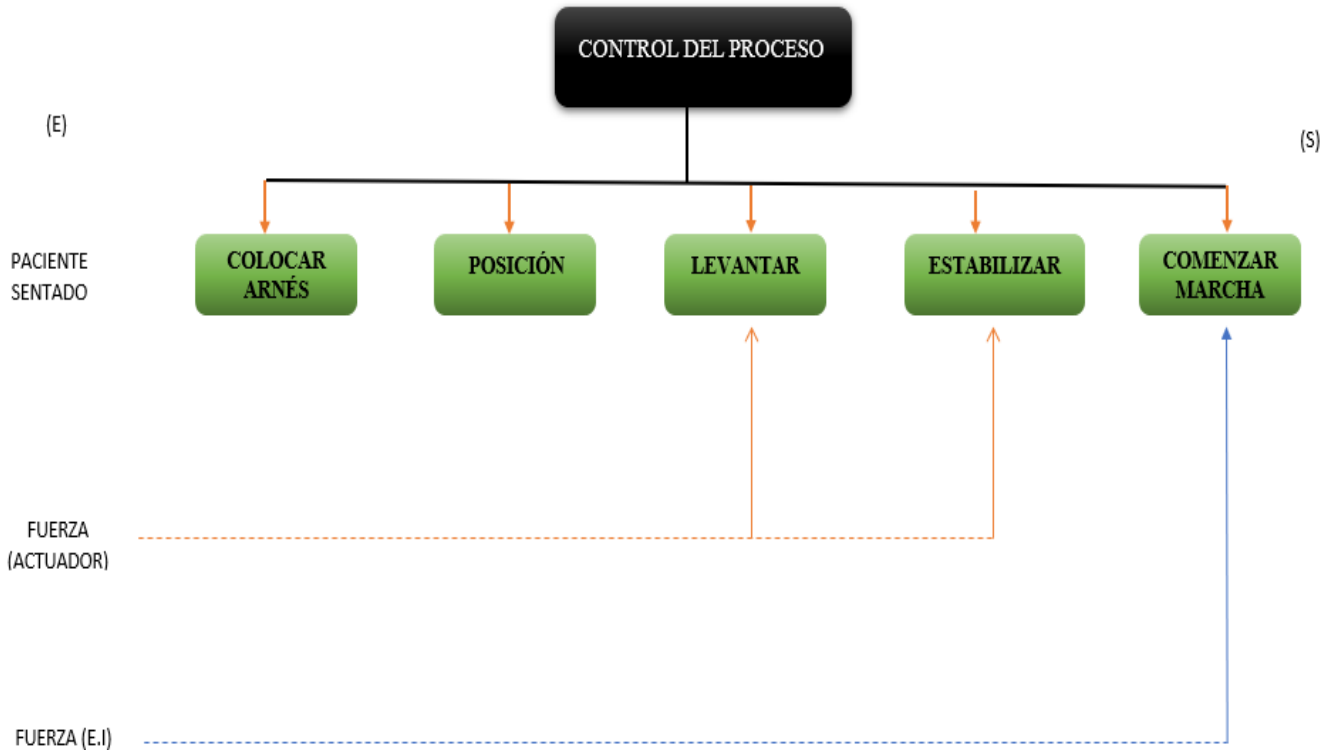 CONTROL DEL PROCESO
(E)
(S)
PACIENTE
SENTADO
COLOCAR
ARNÉS
POSICIÓN
LEVANTAR
ESTABILIZAR
COMENZAR
MARCHA
FUERZA
(ACTUADOR)
FUERZA (E.I)